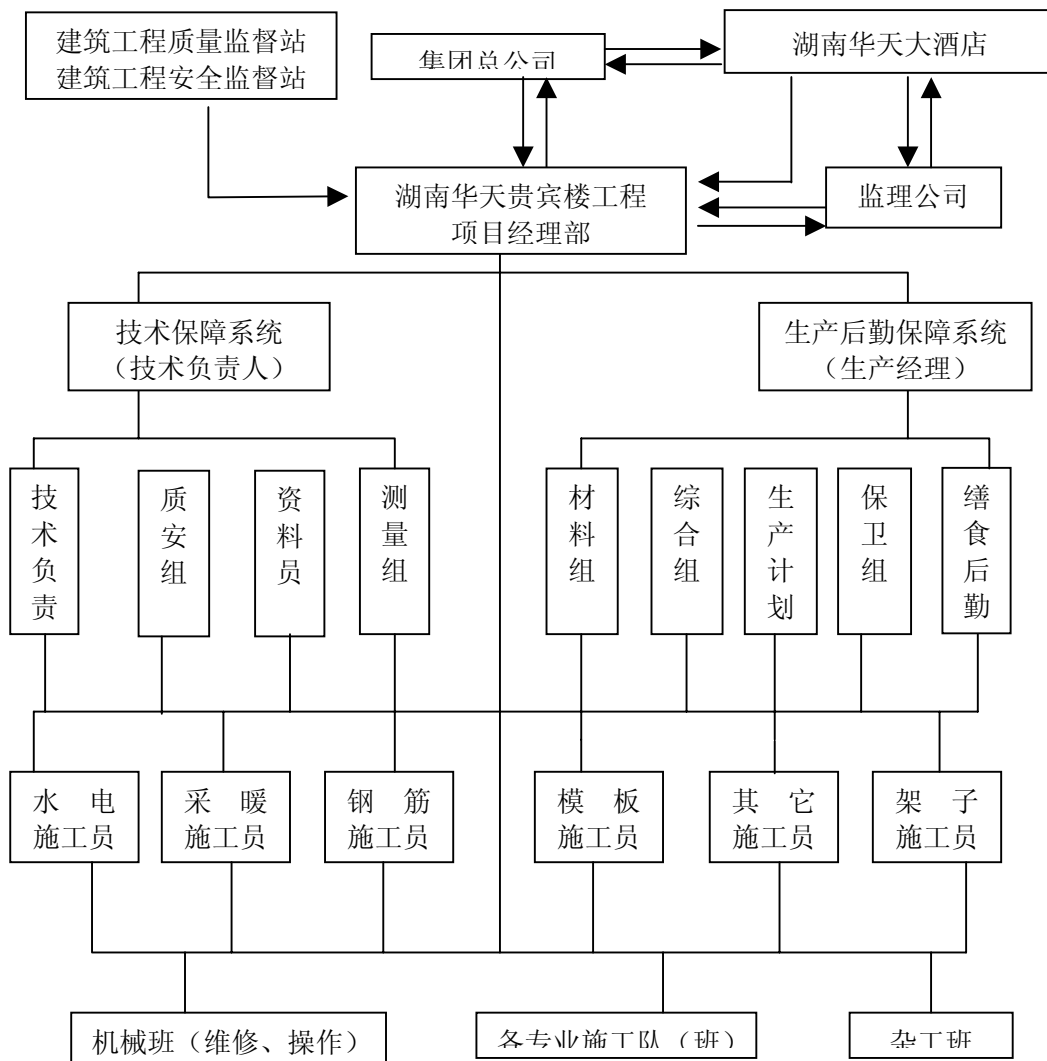 建筑工程质量监督站
建筑工程安全监督站
集团总公司
湖南华天大酒店
湖南华天贵宾楼工程
项目经理部
监理公司
技术保障系统
（技术负责人）
生产后勤保障系统
（生产经理）
技术负责
质安组
资料员
测量组
材料组
综合组
生产计划
保卫组
缮食后勤
水 电
施工员
采 暖
施工员
钢 筋
施工员
模 板
施工员
其 它
施工员
架 子
施工员
机械班（维修、操作）
各专业施工队（班）
杂工班